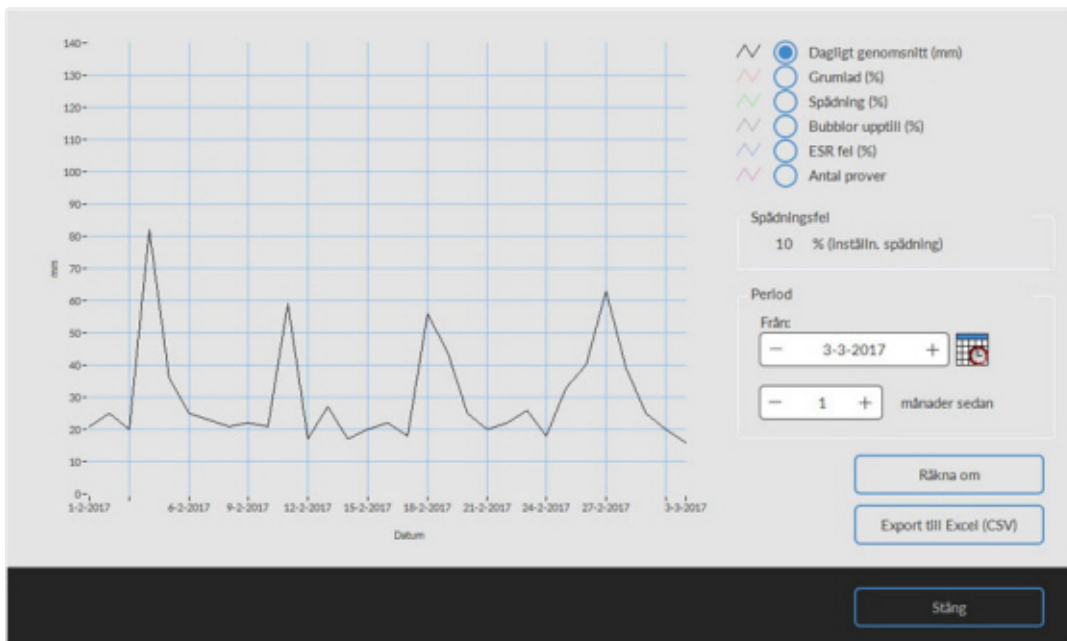 140
130
120
110
100
90
80
70
60
50
40
30
20
10
0
mm
1-2-2017 6-2-2017 9-2-2017 12-2-2017 15-2-2017 18-2-2017 21-2-2017 24-2-2017 27-2-2017 3-3-2017
Datum
Dagligt genomsnitt (mm)
Grumlad (%)
Spädning (%)
Bubblor upptill (%)
ESR fel (%)
Antal prover
Spädningsfel
10 % (inställn. spädning)
Period
Från:
− 3-3-2017 +
− 1 + månader sedan
Räkna om
Export till Excel (CSV)
Stäng